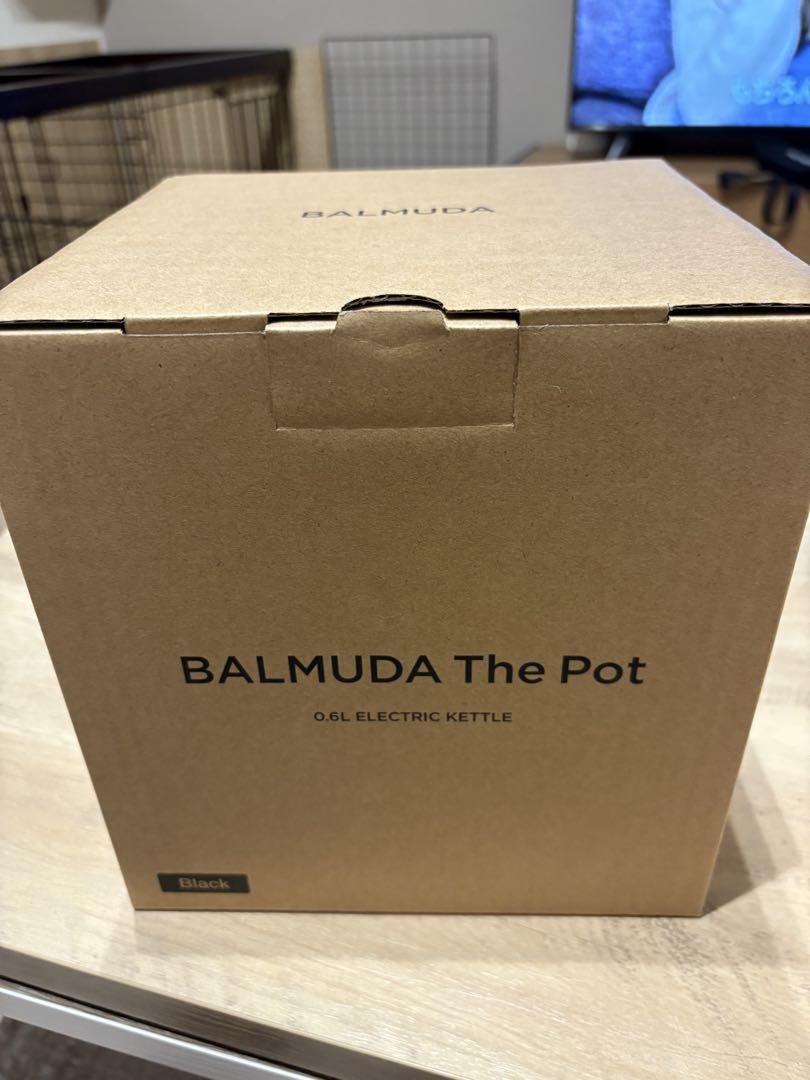 BALMUDA
BALMUDA The Pot
0.6L ELECTRIC KETTLE
Black